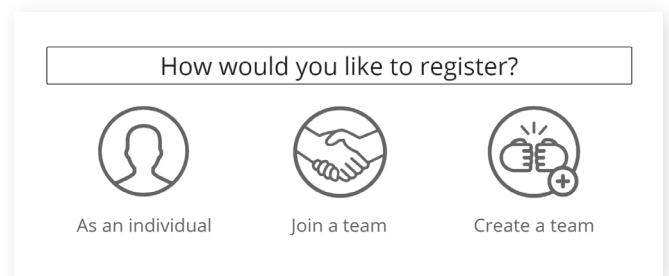 How would you like to register?
As an individual
Join a team
Create a team